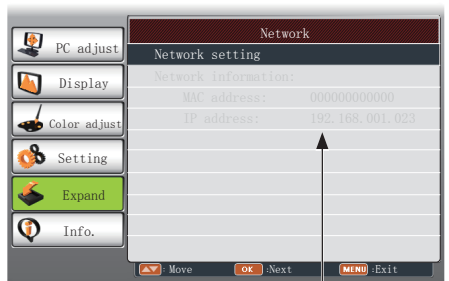 PC adjust
Display
Color adjust
Setting
Expand
Info.
Network
Network setting
Network information:
MAC address: 000000000000
IP address: 192.168.001.023
: Move OK :Next MENU :Exit